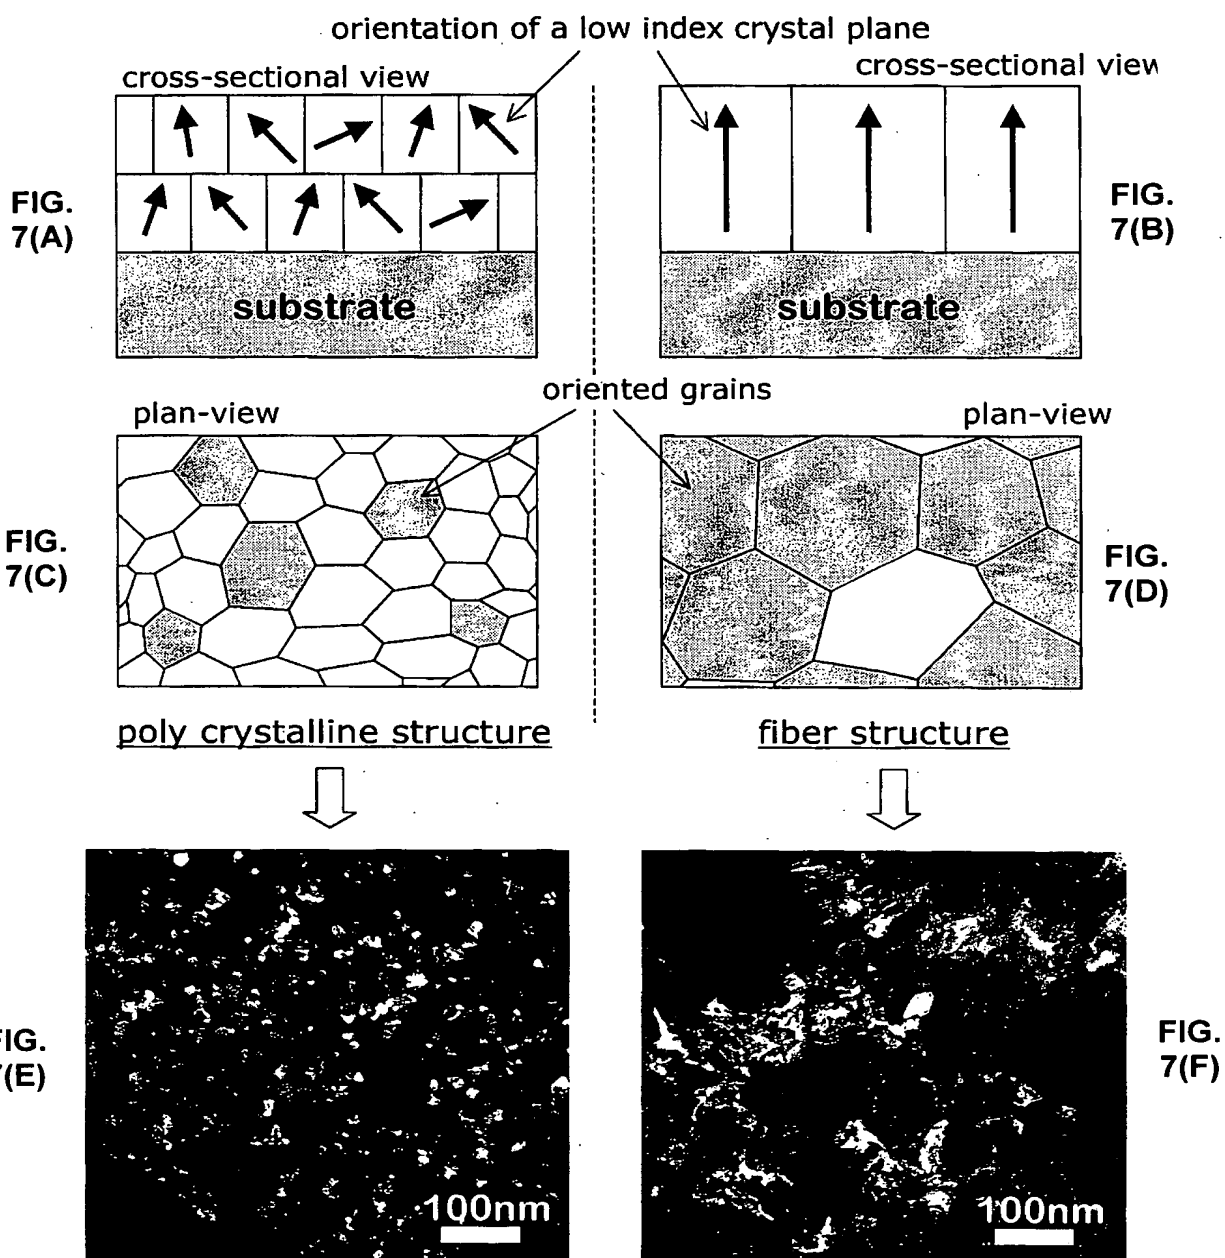 orientation of a low index crystal plane
cross-sectional view
cross-sectional view
FIG.
7(A)
FIG.
7(B)
substrate
substrate
oriented grains
plan-view
plan-view
FIG.
7(C)
FIG.
7(D)
poly crystalline structure
fiber structure
FIG.
7(E)
FIG.
7(F)
100nm
100nm